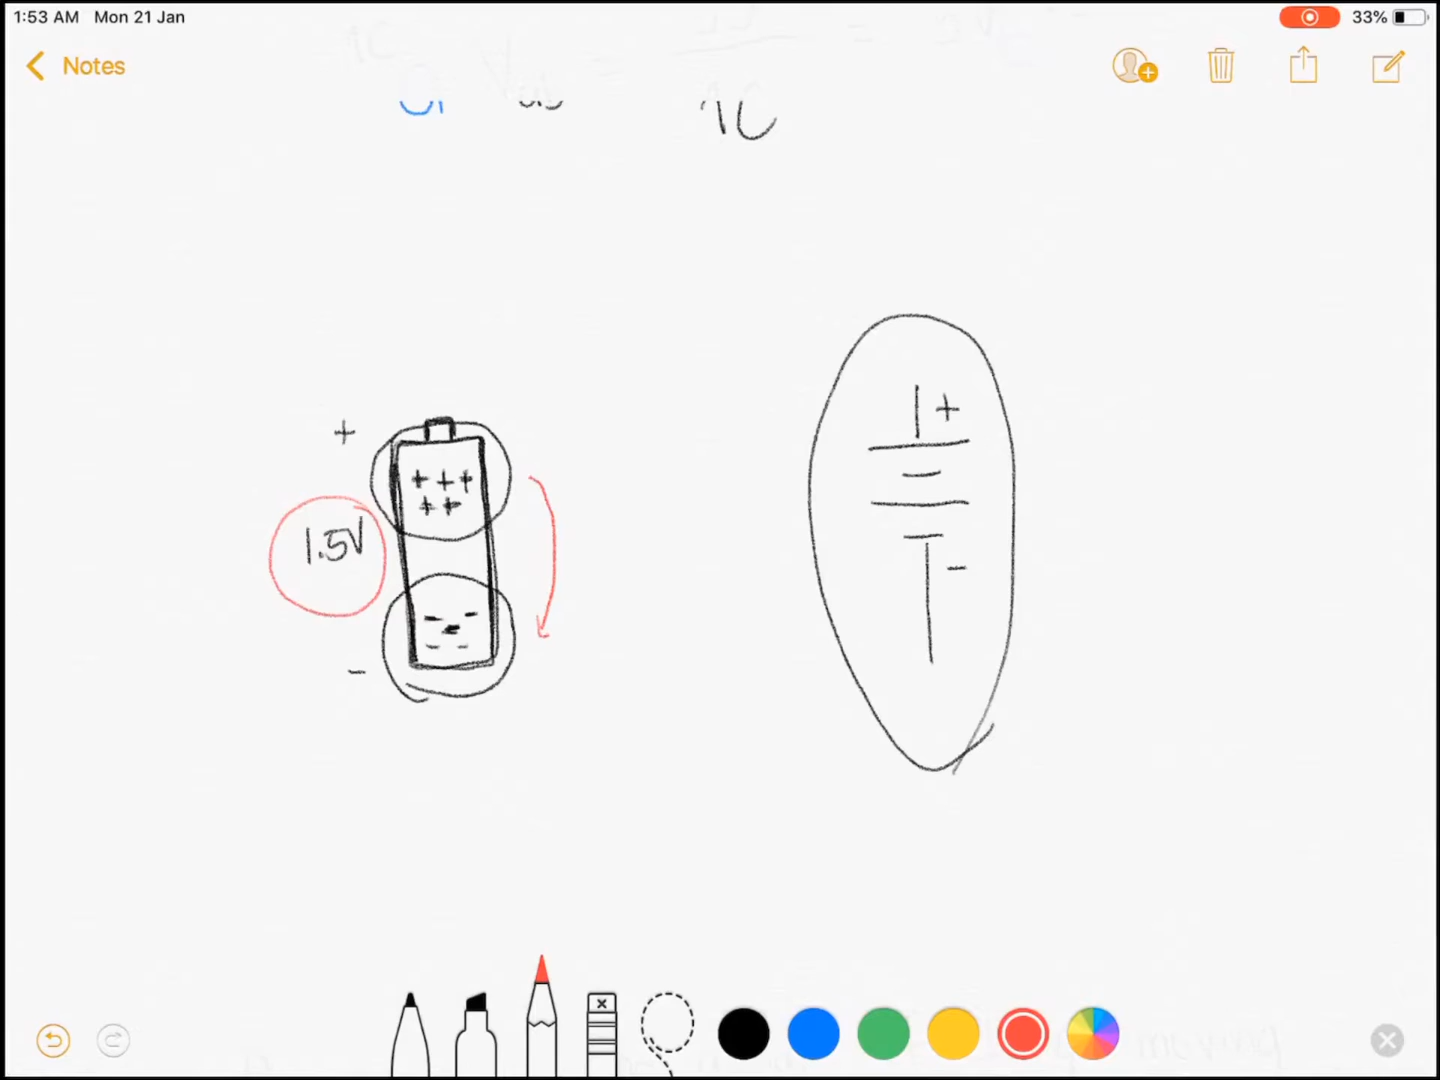 1:53 AM Mon 21 Jan
33%
Notes
1C
+
+
+++
++
1.5V
-
-